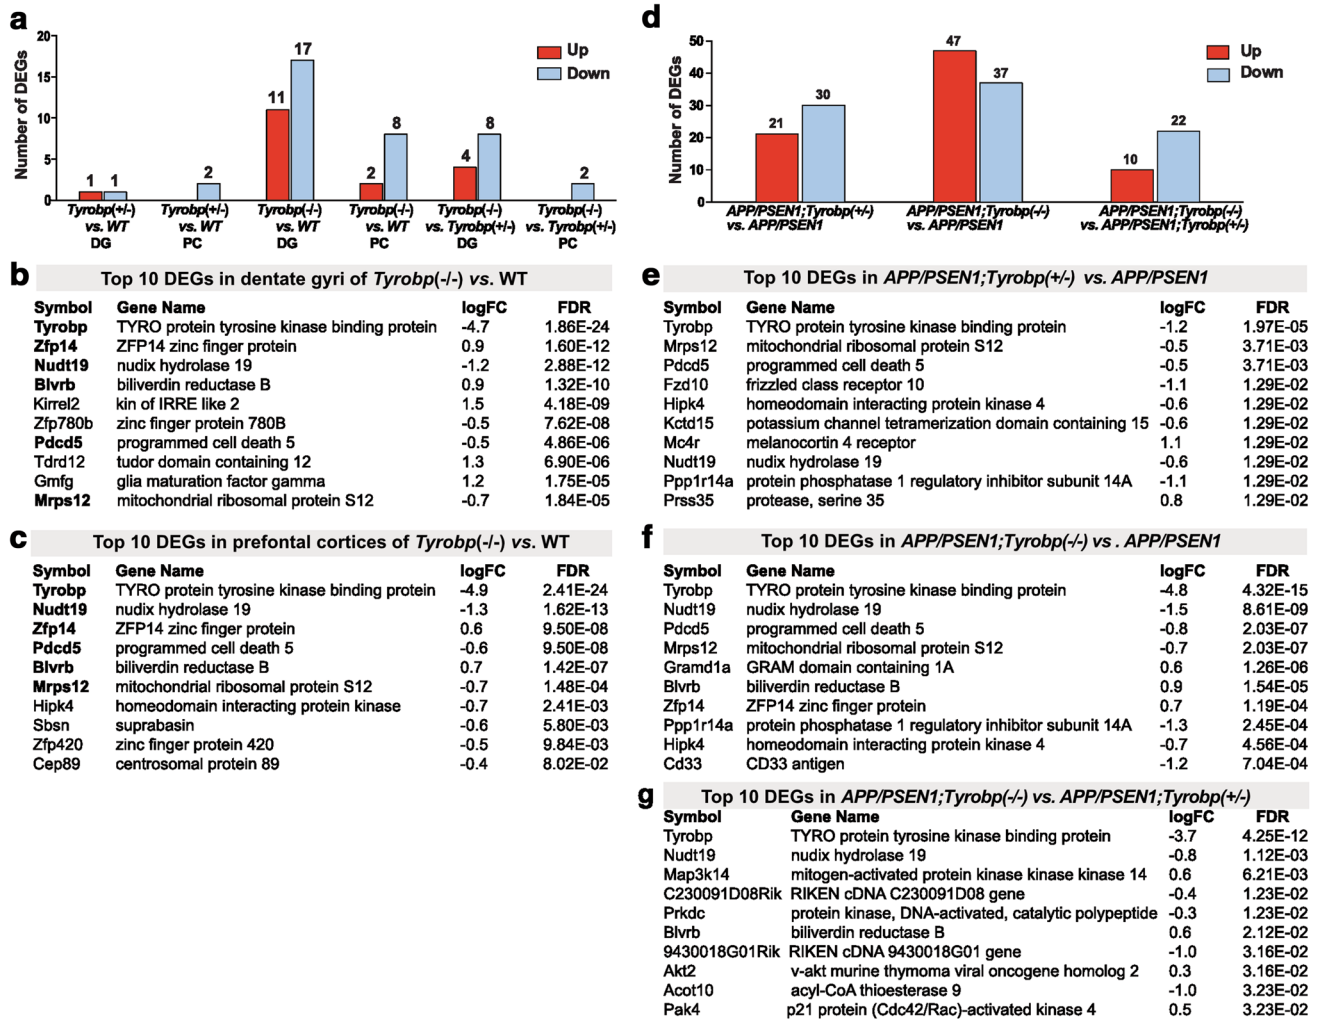 a
Number of DEGs
20
15
10
5
0
Up
Down
1 1
2
11 17
2 8
4 8
2
Tyrobp(+/-) vs. WT DG
Tyrobp(+/-) vs. WT PC
Tyrobp(-/-) vs. WT DG
Tyrobp(-/-) vs. WT PC
Tyrobp(-/-) vs. Tyrobp(+/-) DG
Tyrobp(-/-) vs. Tyrobp(+/-) PC
b Top 10 DEGs in dentate gyri of Tyrobp(-/-) vs. WT
Symbol Gene Name logFC FDR
Tyrobp TYRO protein tyrosine kinase binding protein -4.7 1.86E-24
Zfp14 ZFP14 zinc finger protein 0.9 1.60E-12
Nudt19 nudix hydrolase 19 -1.2 2.88E-12
Blvrb biliverdin reductase B 0.9 1.32E-10
Kirrel2 kin of IRRE like 2 1.5 4.18E-09
Zfp780b zinc finger protein 780B -0.5 7.62E-08
Pdcd5 programmed cell death 5 -0.5 4.86E-06
Tdrd12 tudor domain containing 12 1.3 6.90E-06
Gmfg glia maturation factor gamma 1.2 1.75E-05
Mrps12 mitochondrial ribosomal protein S12 -0.7 1.84E-05
c Top 10 DEGs in prefontal cortices of Tyrobp(-/-) vs. WT
Symbol Gene Name logFC FDR
Tyrobp TYRO protein tyrosine kinase binding protein -4.9 2.41E-24
Nudt19 nudix hydrolase 19 -1.3 1.62E-13
Zfp14 ZFP14 zinc finger protein 0.6 9.50E-08
Pdcd5 programmed cell death 5 -0.6 9.50E-08
Blvrb biliverdin reductase B 0.7 1.42E-07
Mrps12 mitochondrial ribosomal protein S12 -0.7 1.48E-04
Hipk4 homeodomain interacting protein kinase -0.7 2.41E-03
Sbsn suprabasin -0.6 5.80E-03
Zfp420 zinc finger protein 420 -0.5 9.84E-03
Cep89 centrosomal protein 89 -0.4 8.02E-02
d
Number of DEGs
50
40
30
20
10
0
Up
Down
21 30
47 37
10 22
APP/PSEN1;Tyrobp(+/-) vs. APP/PSEN1
APP/PSEN1;Tyrobp(-/-) vs. APP/PSEN1
APP/PSEN1;Tyrobp(-/-) vs. APP/PSEN1;Tyrobp(+/-)
e Top 10 DEGs in APP/PSEN1;Tyrobp(+/-) vs. APP/PSEN1
Symbol Gene Name logFC FDR
Tyrobp TYRO protein tyrosine kinase binding protein -1.2 1.97E-05
Mrps12 mitochondrial ribosomal protein S12 -0.5 3.71E-03
Pdcd5 programmed cell death 5 -0.5 3.71E-03
Fzd10 frizzled class receptor 10 -1.1 1.29E-02
Hipk4 homeodomain interacting protein kinase 4 -0.6 1.29E-02
Kctd15 potassium channel tetramerization domain containing 15 -0.6 1.29E-02
Mc4r melanocortin 4 receptor 1.1 1.29E-02
Nudt19 nudix hydrolase 19 -0.6 1.29E-02
Ppp1r14a protein phosphatase 1 regulatory inhibitor subunit 14A -1.1 1.29E-02
Prss35 protease, serine 35 0.8 1.29E-02
f Top 10 DEGs in APP/PSEN1;Tyrobp(-/-) vs . APP/PSEN1
Symbol Gene Name logFC FDR
Tyrobp TYRO protein tyrosine kinase binding protein -4.8 4.32E-15
Nudt19 nudix hydrolase 19 -1.5 8.61E-09
Pdcd5 programmed cell death 5 -0.8 2.03E-07
Mrps12 mitochondrial ribosomal protein S12 -0.7 2.03E-07
Gramd1a GRAM domain containing 1A 0.6 1.26E-06
Blvrb biliverdin reductase B 0.9 1.54E-05
Zfp14 ZFP14 zinc finger protein 0.7 1.19E-04
Ppp1r14a protein phosphatase 1 regulatory inhibitor subunit 14A -1.3 2.45E-04
Hipk4 homeodomain interacting protein kinase 4 -0.7 4.56E-04
Cd33 CD33 antigen -1.2 7.04E-04
g Top 10 DEGs in APP/PSEN1;Tyrobp(-/-) vs. APP/PSEN1;Tyrobp(+/-)
Symbol Gene Name logFC FDR
Tyrobp TYRO protein tyrosine kinase binding protein -3.7 4.25E-12
Nudt19 nudix hydrolase 19 -0.8 1.12E-03
Map3k14 mitogen-activated protein kinase kinase kinase 14 0.6 6.21E-03
C230091D08Rik RIKEN cDNA C230091D08 gene -0.4 1.23E-02
Prkdc protein kinase, DNA-activated, catalytic polypeptide -0.3 1.23E-02
Blvrb biliverdin reductase B 0.6 2.12E-02
9430018G01Rik RIKEN cDNA 9430018G01 gene -1.0 3.16E-02
Akt2 v-akt murine thymoma viral oncogene homolog 2 0.3 3.16E-02
Acot10 acyl-CoA thioesterase 9 -1.0 3.23E-02
Pak4 p21 protein (Cdc42/Rac)-activated kinase 4 0.5 3.23E-02